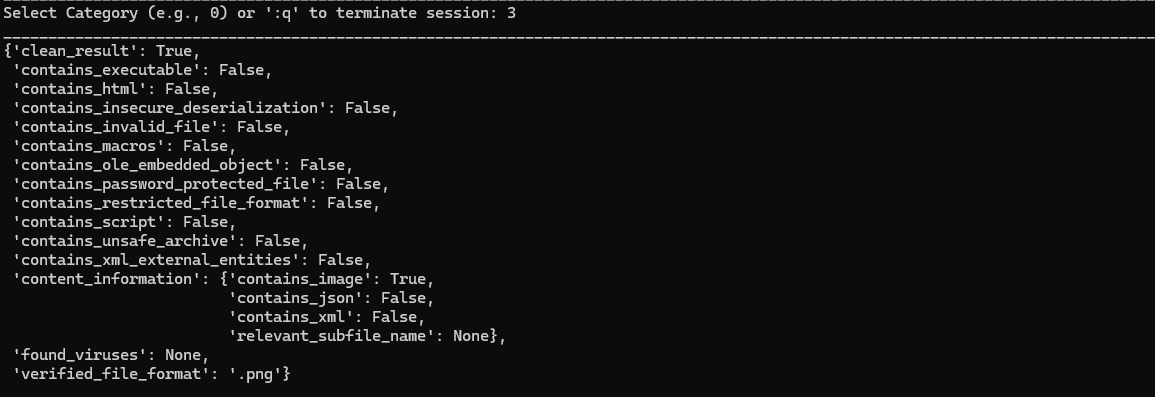 Select Category (e.g., 0) or ':q' to terminate session: 3
{'clean_result': True,
 'contains_executable': False,
 'contains_html': False,
 'contains_insecure_deserialization': False,
 'contains_invalid_file': False,
 'contains_macros': False,
 'contains_ole_embedded_object': False,
 'contains_password_protected_file': False,
 'contains_restricted_file_format': False,
 'contains_script': False,
 'contains_unsafe_archive': False,
 'contains_xml_external_entities': False,
 'content_information': {'contains_image': True,
                         'contains_json': False,
                         'contains_xml': False,
                         'relevant_subfile_name': None},
 'found_viruses': None,
 'verified_file_format': '.png'}